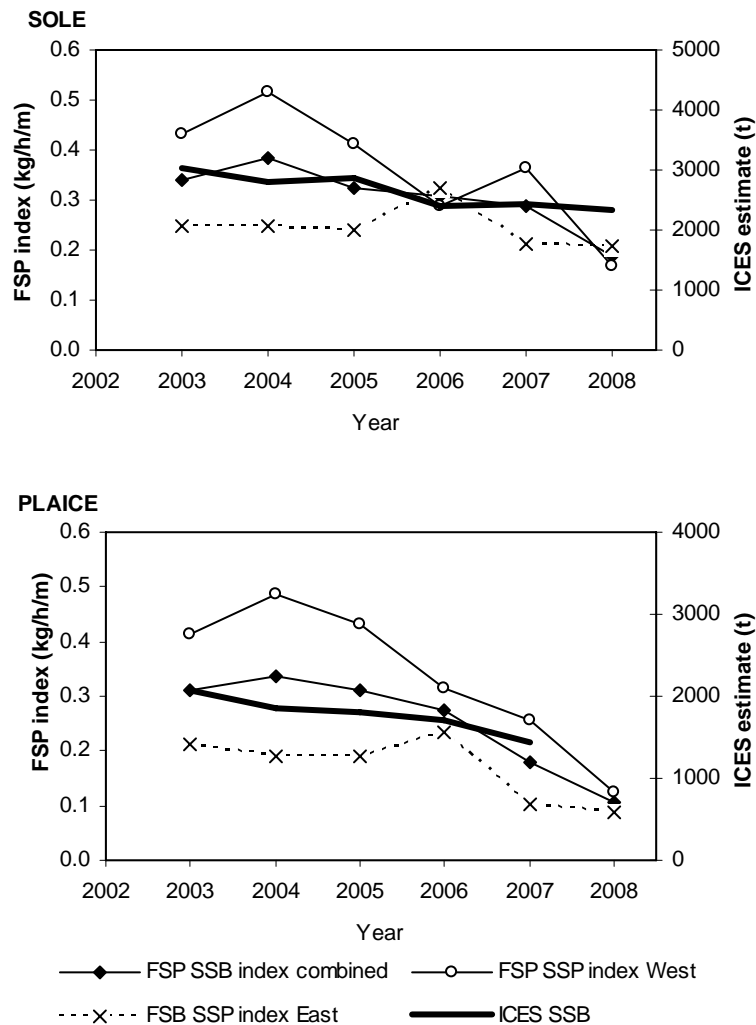 SOLE
FSP index (kg/h/m)
0.6
0.5
0.4
0.3
0.2
0.1
0.0
5000
4000
3000
2000
1000
0
ICES estimate (t)
2002 2003 2004 2005 2006 2007 2008
Year
PLAICE
FSP index (kg/h/m)
0.6
0.5
0.4
0.3
0.2
0.1
0.0
4000
3000
2000
1000
0
ICES estimate (t)
2002 2003 2004 2005 2006 2007 2008
Year
FSP SSB index combined FSP SSP index West
FSB SSP index East ICES SSB